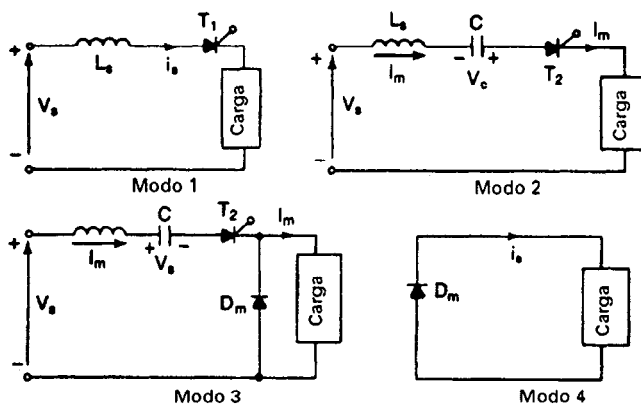 T₁
+
Lₛ
iₛ
Vₛ
Carga
−
Modo 1
Lₛ
C
Iₘ
+
Iₘ
−
V_c
+
T₂
Vₛ
Carga
−
Modo 2
C
T₂
Iₘ
+
Iₘ
+
Vₛ
−
Vₛ
Dₘ
Carga
−
Modo 3
iₛ
Dₘ
Carga
Modo 4